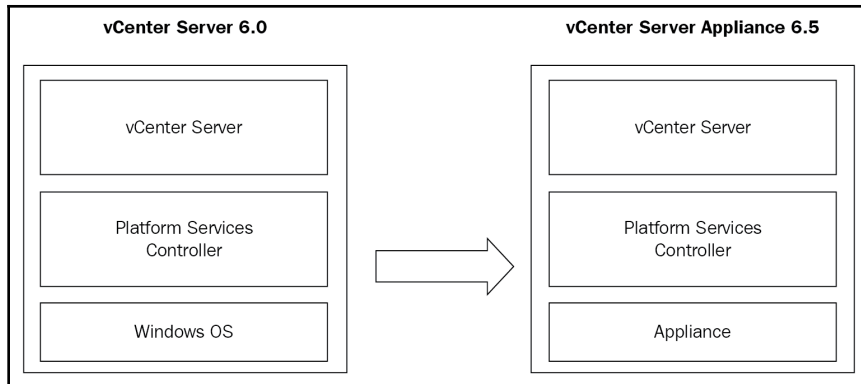 vCenter Server 6.0
vCenter Server
Platform Services
Controller
Windows OS
vCenter Server Appliance 6.5
vCenter Server
Platform Services
Controller
Appliance